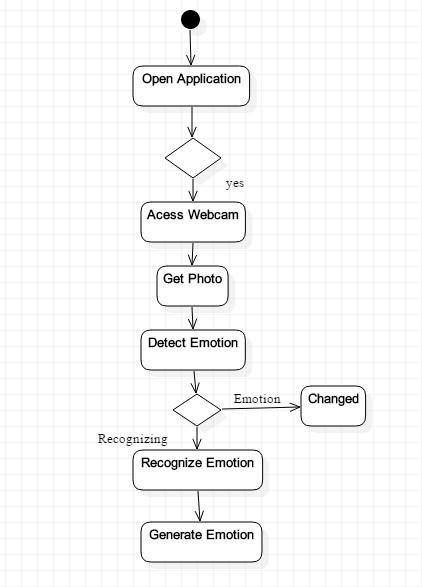 Open Application
yes
Acess Webcam
Get Photo
Detect Emotion
Emotion
Changed
Recognizing
Recognize Emotion
Generate Emotion